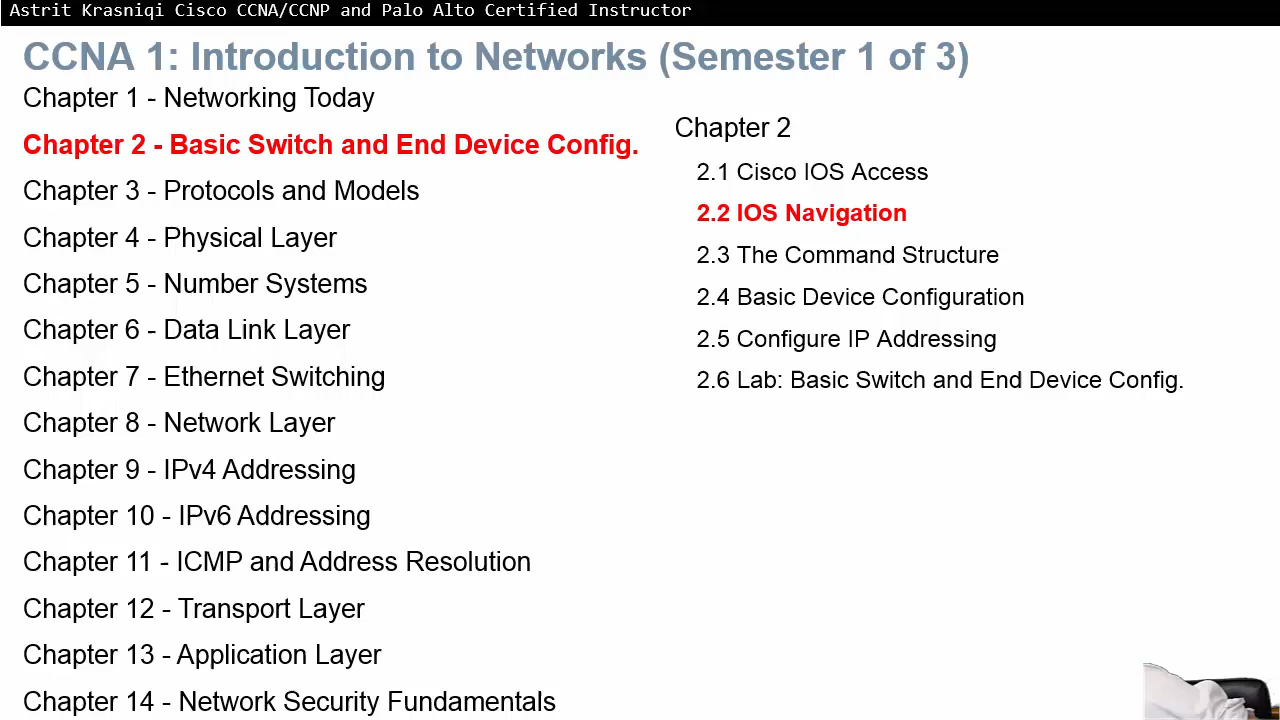 Astrit Krasniqi Cisco CCNA/CCNP and Palo Alto Certified Instructor
CCNA 1: Introduction to Networks (Semester 1 of 3)
Chapter 1 - Networking Today
Chapter 2 - Basic Switch and End Device Config.
Chapter 3 - Protocols and Models
Chapter 4 - Physical Layer
Chapter 5 - Number Systems
Chapter 6 - Data Link Layer
Chapter 7 - Ethernet Switching
Chapter 8 - Network Layer
Chapter 9 - IPv4 Addressing
Chapter 10 - IPv6 Addressing
Chapter 11 - ICMP and Address Resolution
Chapter 12 - Transport Layer
Chapter 13 - Application Layer
Chapter 14 - Network Security Fundamentals
Chapter 2
2.1 Cisco IOS Access
2.2 IOS Navigation
2.3 The Command Structure
2.4 Basic Device Configuration
2.5 Configure IP Addressing
2.6 Lab: Basic Switch and End Device Config.